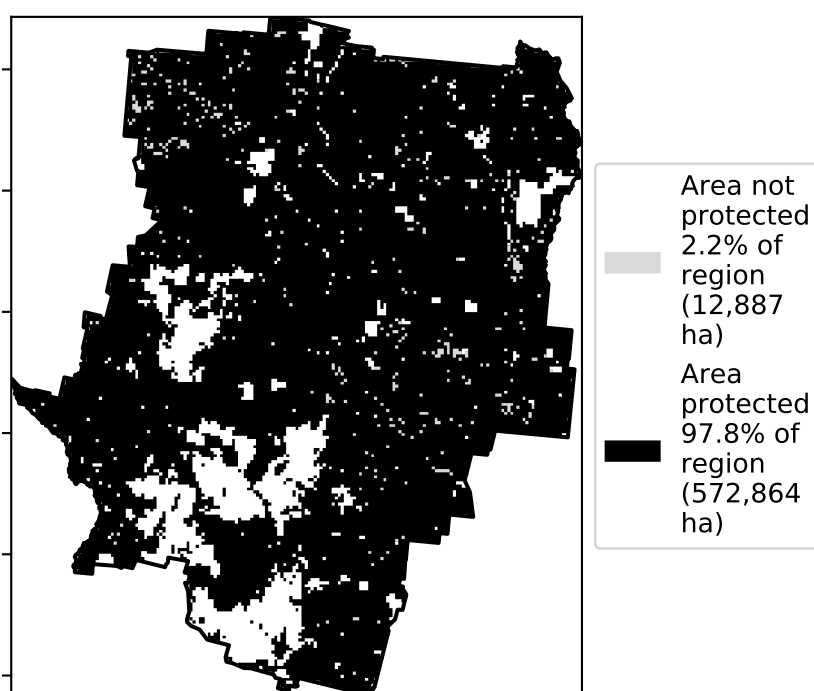 Area not
protected
2.2% of
region
(12,887
ha)
Area
protected
97.8% of
region
(572,864
ha)